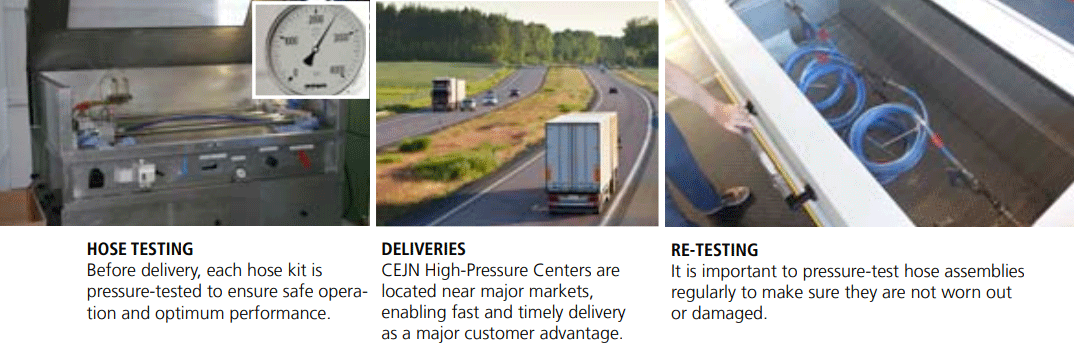 1000
2000
3000
0
HOSE TESTING
Before delivery, each hose kit is
pressure-tested to ensure safe opera-
tion and optimum performance.
DELIVERIES
CEJN High-Pressure Centers are
located near major markets,
enabling fast and timely delivery
as a major customer advantage.
RE-TESTING
It is important to pressure-test hose assemblies
regularly to make sure they are not worn out
or damaged.